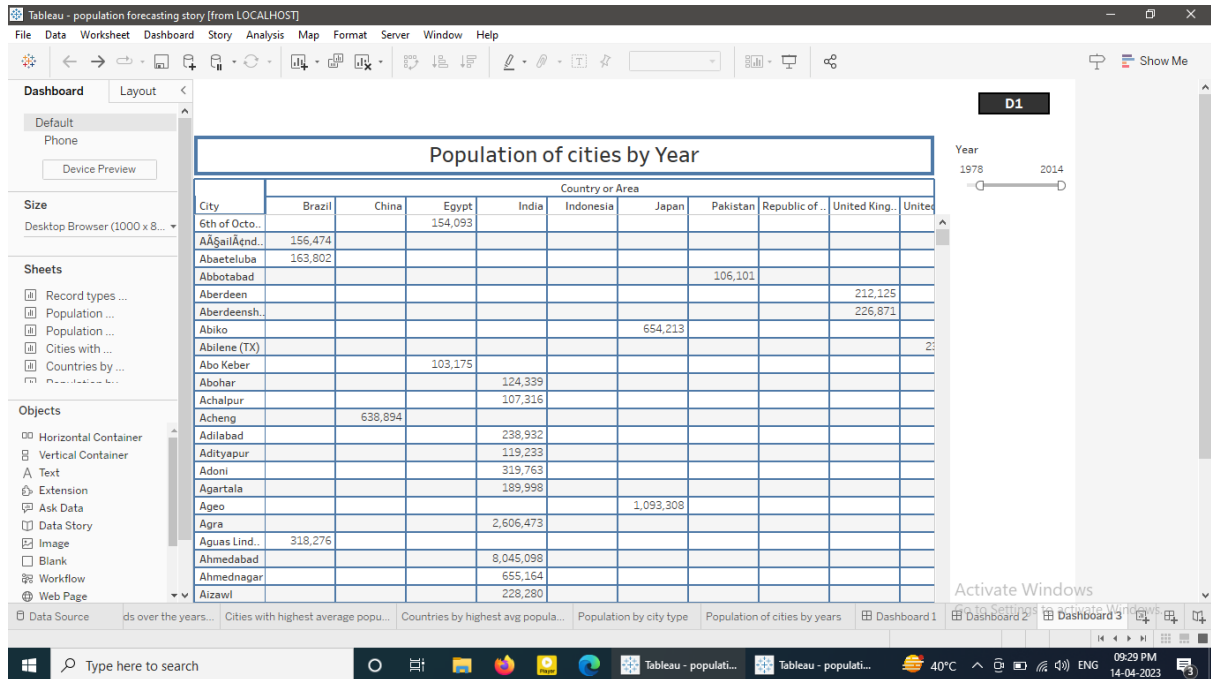 Tableau - population forecasting story [from LOCALHOST]
File Data Worksheet Dashboard Story Analysis Map Format Server Window Help
Show Me
Dashboard Layout
Default
Phone
Device Preview
Size
Desktop Browser (1000 x 8...
Sheets
Record types ...
Population ...
Population ...
Cities with ...
Countries by ...
Objects
Horizontal Container
Vertical Container
Text
Extension
Ask Data
Data Story
Image
Blank
Workflow
Web Page
D1
Population of cities by Year
Year
1978 2014
Country or Area
City Brazil China Egypt India Indonesia Japan Pakistan Republic of .. United King.. United
6th of Octo.. 154,093
AÃ§ailÃ¢nd.. 156,474
Abaeteluba 163,802
Abbotabad 106,101
Aberdeen 212,125
Aberdeensh.. 226,871
Abiko 654,213
Abilene (TX)
Abo Keber 103,175
Abohar 124,339
Achalpur 107,316
Acheng 638,894
Adilabad 238,932
Adityapur 119,233
Adoni 319,763
Agartala 189,998
Ageo 1,093,308
Agra 2,606,473
Aguas Lind.. 318,276
Ahmedabad 8,045,098
Ahmednagar 655,164
Aizawl 228,280
Activate Windows
Go to Settings to activate Windows.
Data Source ds over the years... Cities with highest average popu... Countries by highest avg popula... Population by city type Population of cities by years Dashboard 1 Dashboard 2 Dashboard 3
Type here to search Tableau - populati... Tableau - populati... 40°C ENG 09:29 PM
14-04-2023